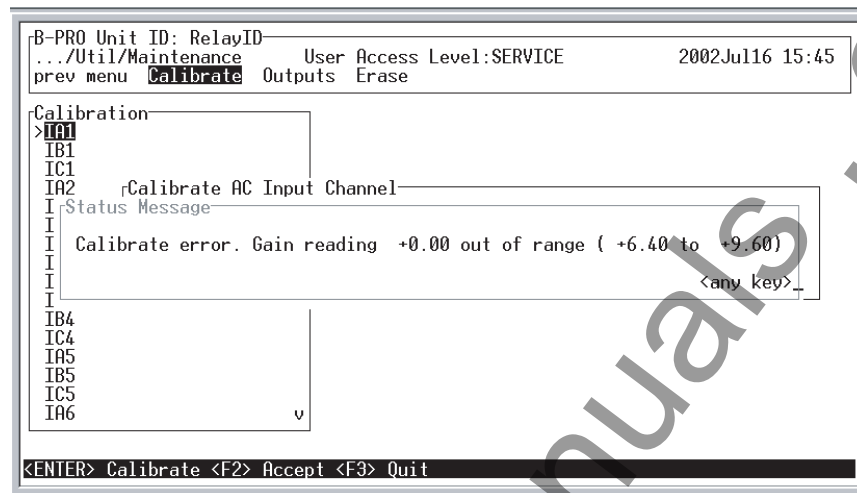 B-PRO Unit ID: RelayID
.../Util/Maintenance User Access Level:SERVICE 2002Jul16 15:45
prev menu Calibrate Outputs Erase
Calibration
>IA1
IB1
IC1
IA2 Calibrate AC Input Channel
I Status Message
I
I Calibrate error. Gain reading +0.00 out of range ( +6.40 to +9.60)
I
I <any key>_
I
IB4
IC4
IA5
IB5
IC5
IA6 v
<ENTER> Calibrate <F2> Accept <F3> Quit
nuals